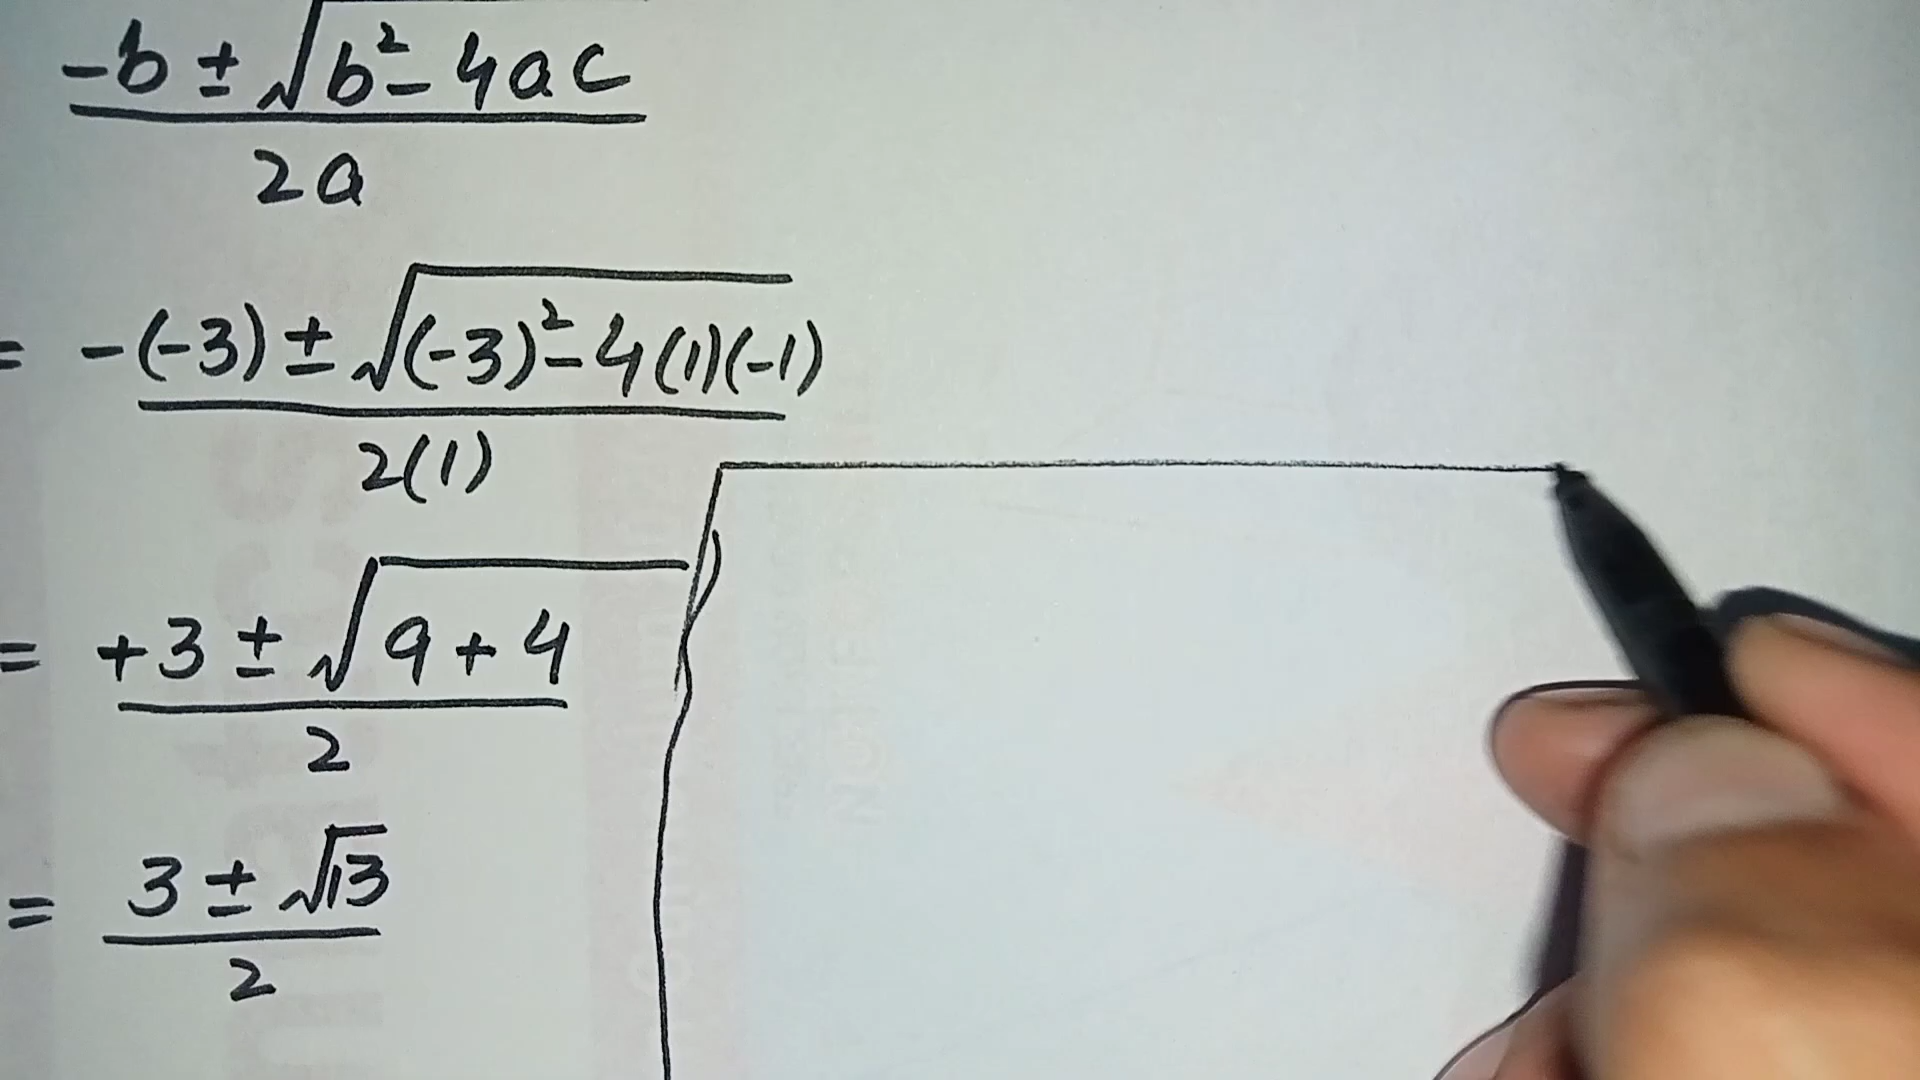 -b ± √b² - 4ac
2a
= -(-3) ± √(-3)² - 4(1)(-1)
2(1)
= +3 ± √9 + 4
2
= 3 ± √13
2